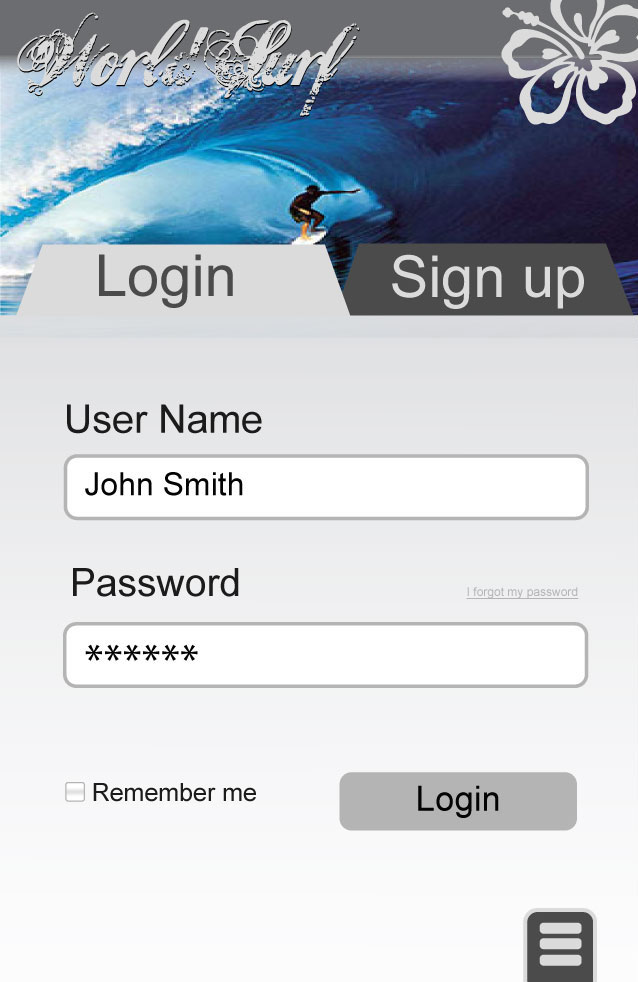 World Surf
Login
Sign up
User Name
John Smith
Password
I forgot my password
******
Remember me
Login